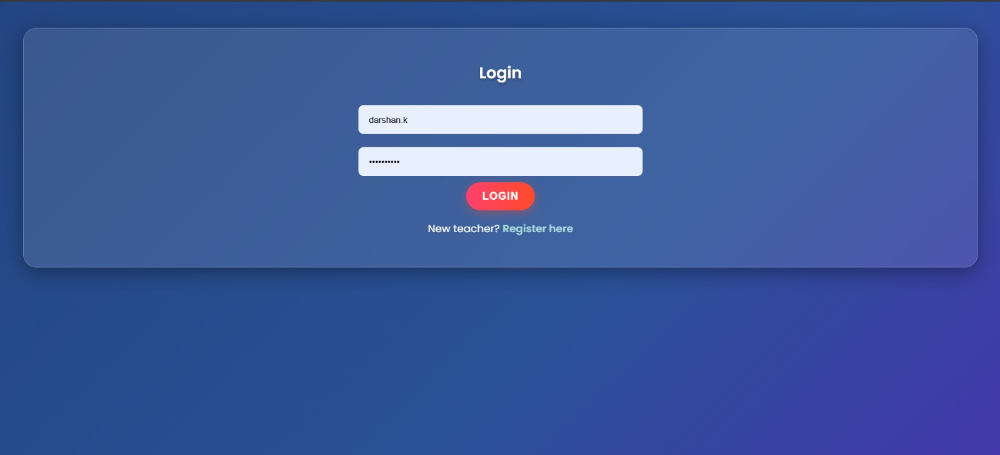 Login
darshan.k
••••••••••
LOGIN
New teacher? Register here